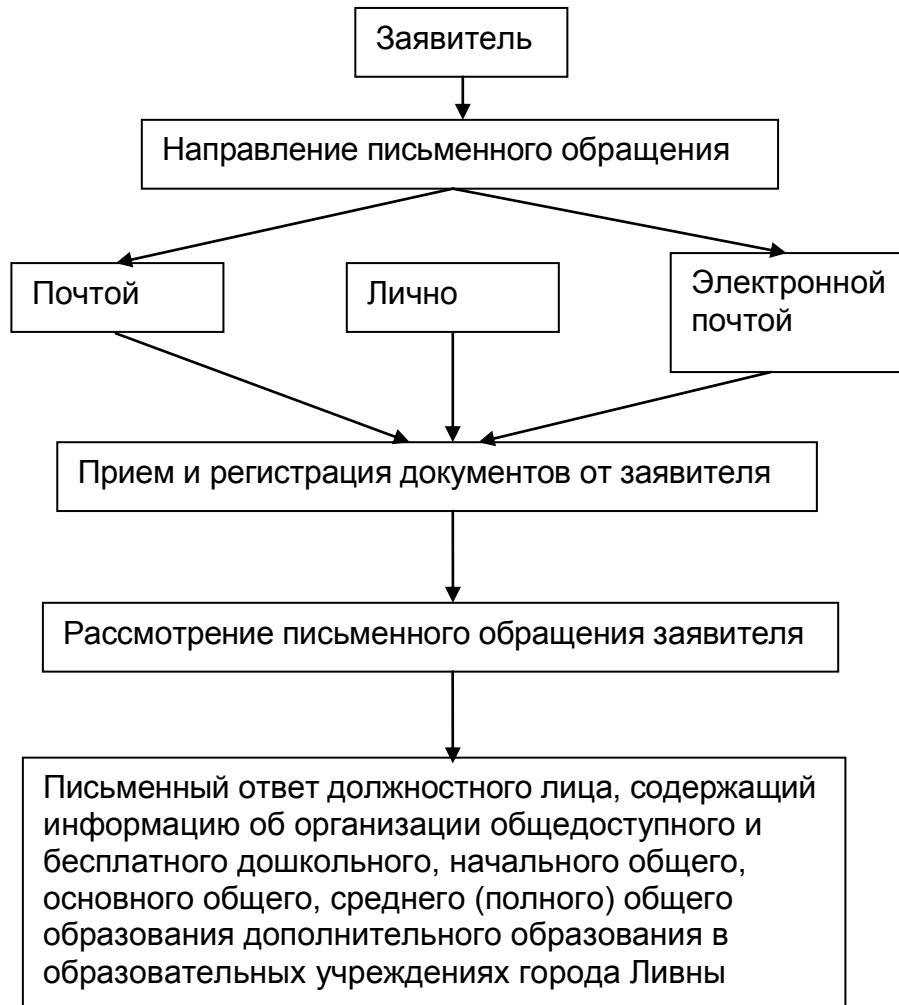 Заявитель
Направление письменного обращения
Почтой
Лично
Электронной
почтой
Прием и регистрация документов от заявителя
Рассмотрение письменного обращения заявителя
Письменный ответ должностного лица, содержащий
информацию об организации общедоступного и
бесплатного дошкольного, начального общего,
основного общего, среднего (полного) общего
образования дополнительного образования в
образовательных учреждениях города Ливны